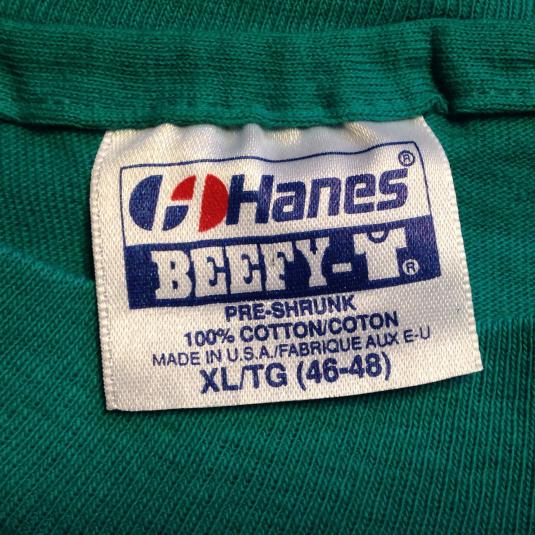 Hanes®
BEEFY-T®
PRE-SHRUNK
100% COTTON/COTON
MADE IN U.S.A./FABRIQUE AUX E-U
XL/TG (46-48)